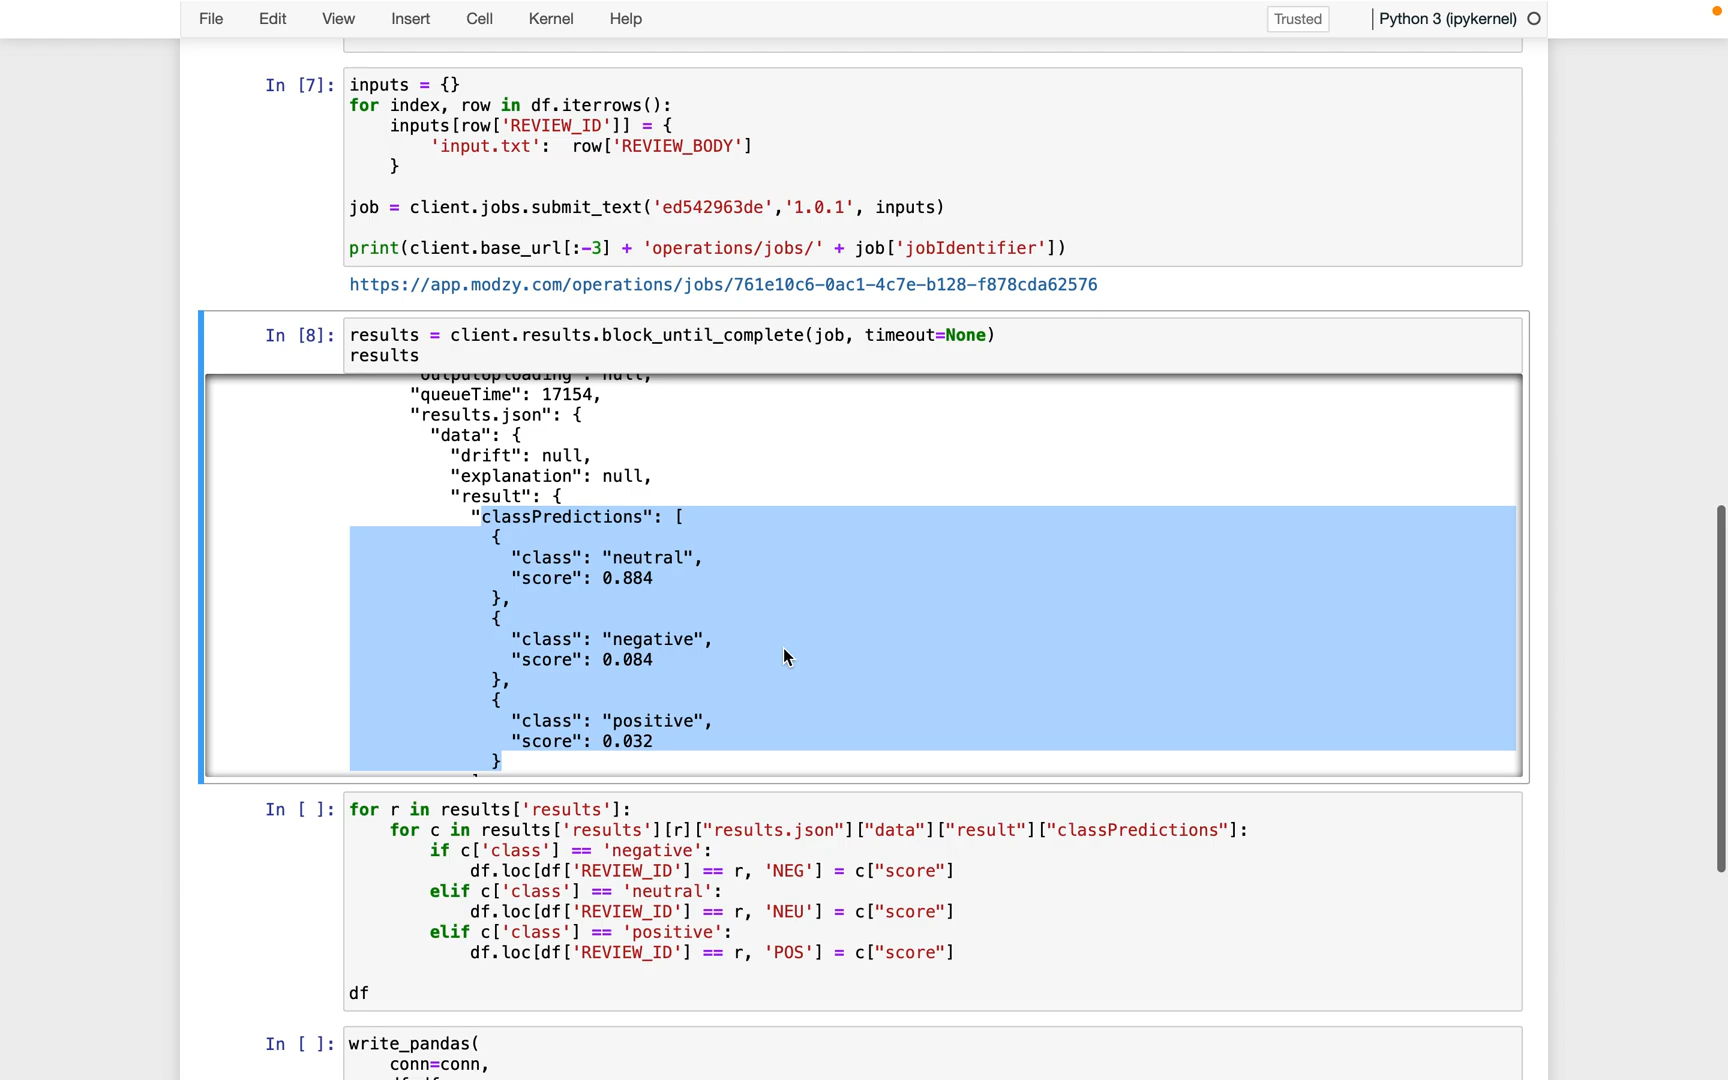 File Edit View Insert Cell Kernel Help Trusted Python 3 (ipykernel)
In [7]: inputs = {}
for index, row in df.iterrows():
    inputs[row['REVIEW_ID']] = {
        'input.txt':  row['REVIEW_BODY']
    }
job = client.jobs.submit_text('ed542963de','1.0.1', inputs)
print(client.base_url[:-3] + 'operations/jobs/' + job['jobIdentifier'])
https://app.modzy.com/operations/jobs/761e10c6-0ac1-4c7e-b128-f878cda62576
In [8]: results = client.results.block_until_complete(job, timeout=None)
results
"outputUploading": null,
"queueTime": 17154,
"results.json": {
"data": {
"drift": null,
"explanation": null,
"result": {
"classPredictions": [
{
"class": "neutral",
"score": 0.884
},
{
"class": "negative",
"score": 0.084
},
{
"class": "positive",
"score": 0.032
}
In [ ]: for r in results['results']:
    for c in results['results'][r]["results.json"]["data"]["result"]["classPredictions"]:
        if c['class'] == 'negative':
            df.loc[df['REVIEW_ID'] == r, 'NEG'] = c["score"]
        elif c['class'] == 'neutral':
            df.loc[df['REVIEW_ID'] == r, 'NEU'] = c["score"]
        elif c['class'] == 'positive':
            df.loc[df['REVIEW_ID'] == r, 'POS'] = c["score"]
df
In [ ]: write_pandas(
    conn=conn,